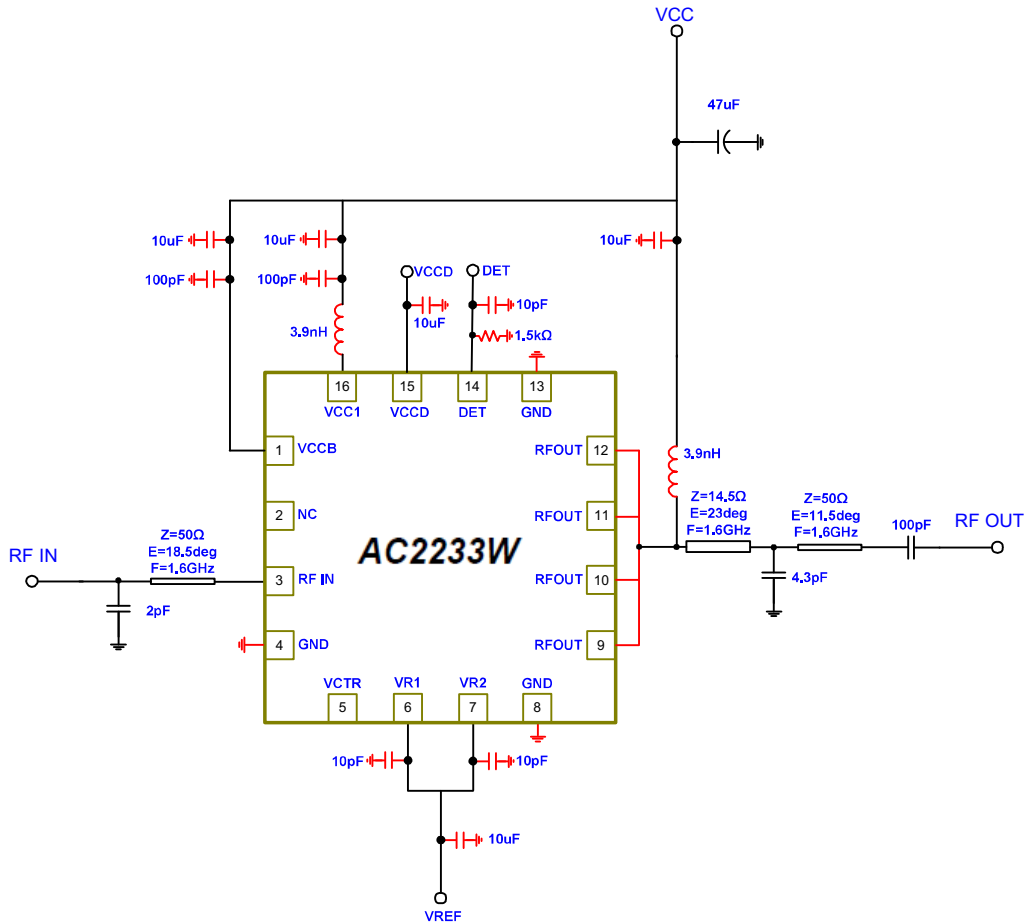 VCC
47uF
10uF
10uF
10uF
100pF
100pF
VCCD
DET
10uF
10pF
3.9nH
1.5kΩ
16
15
14
13
VCC1
VCCD
DET
GND
1
VCCB
RFOUT
12
3.9nH
2
NC
RFOUT
11
Z=14.5Ω
E=23deg
F=1.6GHz
Z=50Ω
E=11.5deg
F=1.6GHz
100pF
RF OUT
AC2233W
RF IN
Z=50Ω
E=18.5deg
F=1.6GHz
2pF
3
RF IN
RFOUT
10
4.3pF
4
GND
RFOUT
9
VCTR
VR1
VR2
GND
5
6
7
8
10pF
10pF
10uF
VREF